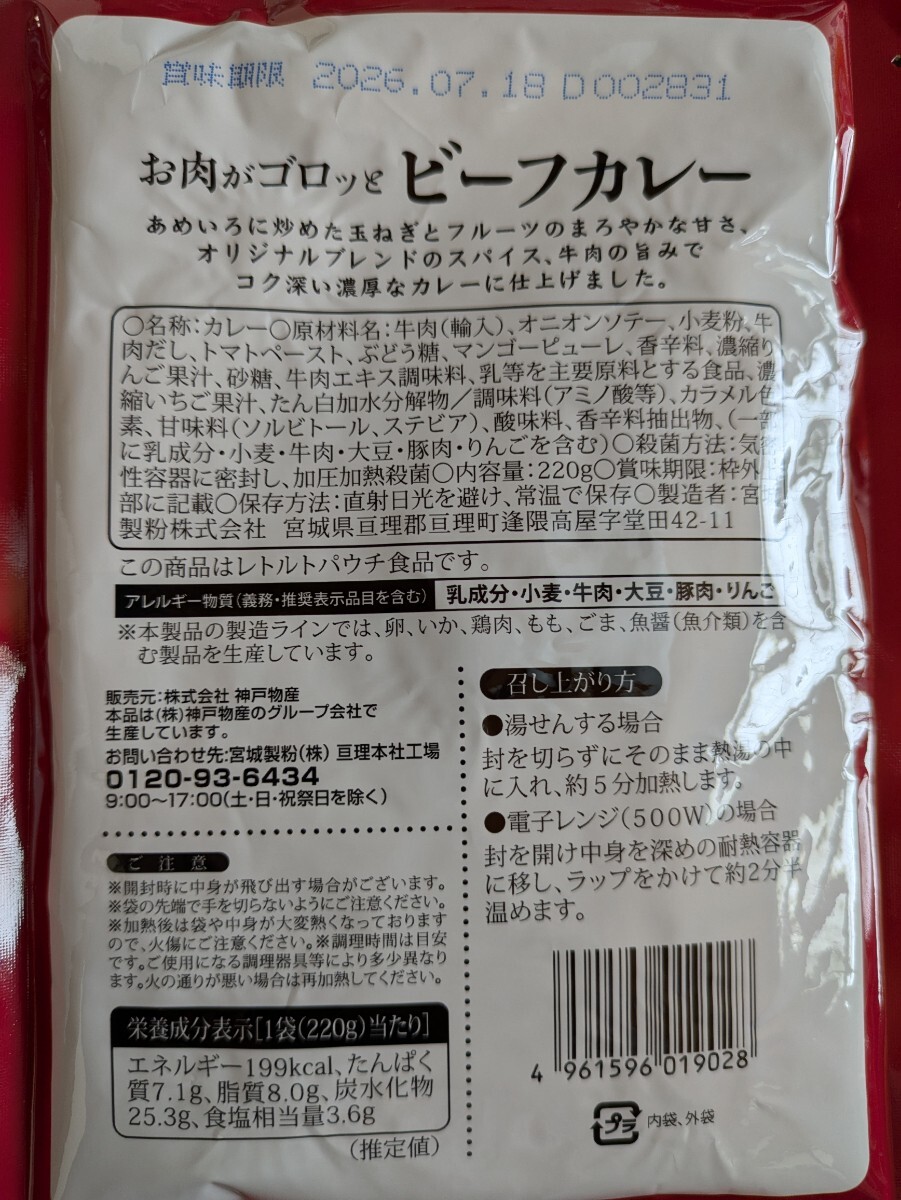 賞味期限 2026.07.18 D002831
お肉がゴロッと ビーフカレー
あめいろに炒めた玉ねぎとフルーツのまろやかな甘さ、
オリジナルブレンドのスパイス、牛肉の旨みで
コク深い濃厚なカレーに仕上げました。
○名称:カレー○原材料名:牛肉(輸入)、オニオンソテー、小麦粉、牛
肉だし、トマトペースト、ぶどう糖、マンゴーピューレ、香辛料、濃縮り
んご果汁、砂糖、牛肉エキス調味料、乳等を主要原料とする食品、濃
縮いちご果汁、たん白加水分解物／調味料(アミノ酸等)、カラメル色
素、甘味料(ソルビトール、ステビア)、酸味料、香辛料抽出物、(一部
に乳成分・小麦・牛肉・大豆・豚肉・りんごを含む)○殺菌方法:気密
性容器に密封し、加圧加熱殺菌○内容量:220g○賞味期限:枠外上
部に記載○保存方法:直射日光を避け、常温で保存○製造者:宮城
製粉株式会社 宮城県亘理郡亘理町逢隈高屋字堂田42-11
この商品はレトルトパウチ食品です。
アレルギー物質(義務・推奨表示品目を含む) 乳成分・小麦・牛肉・大豆・豚肉・りんご
※本製品の製造ラインでは、卵、いか、鶏肉、もも、ごま、魚醤(魚介類)を含
む製品を生産しています。
販売元:株式会社 神戸物産
本品は(株)神戸物産のグループ会社で
生産しています。
お問い合わせ先:宮城製粉(株) 亘理本社工場
0120-93-6434
9:00〜17:00(土・日・祝祭日を除く)
ご注意
※開封時に中身が飛び出す場合がございます。
※袋の先端で手を切らないようにご注意ください。
※加熱後は袋や中身が大変熱くなっております
ので、火傷にご注意ください。※調理時間は目安
です。ご使用になる調理器具等により多少異なり
ます。火の通りが悪い場合は再加熱してください。
栄養成分表示[1袋(220g)当たり]
エネルギー199kcal、たんぱく
質7.1g、脂質8.0g、炭水化物
25.3g、食塩相当量3.6g
(推定値)
召し上がり方
●湯せんする場合
封を切らずにそのまま熱湯の中
に入れ、約5分加熱します。
●電子レンジ(500W)の場合
封を開け中身を深めの耐熱容器
に移し、ラップをかけて約2分半
温めます。
4 961596 019028
プラ 内袋、外袋